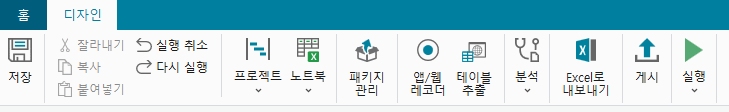 홈
디자인
저장
잘라내기
복사
붙여넣기
실행 취소
다시 실행
프로젝트
노트북
패키지
관리
앱/웹
레코더
테이블
추출
분석
Excel로
내보내기
게시
실행